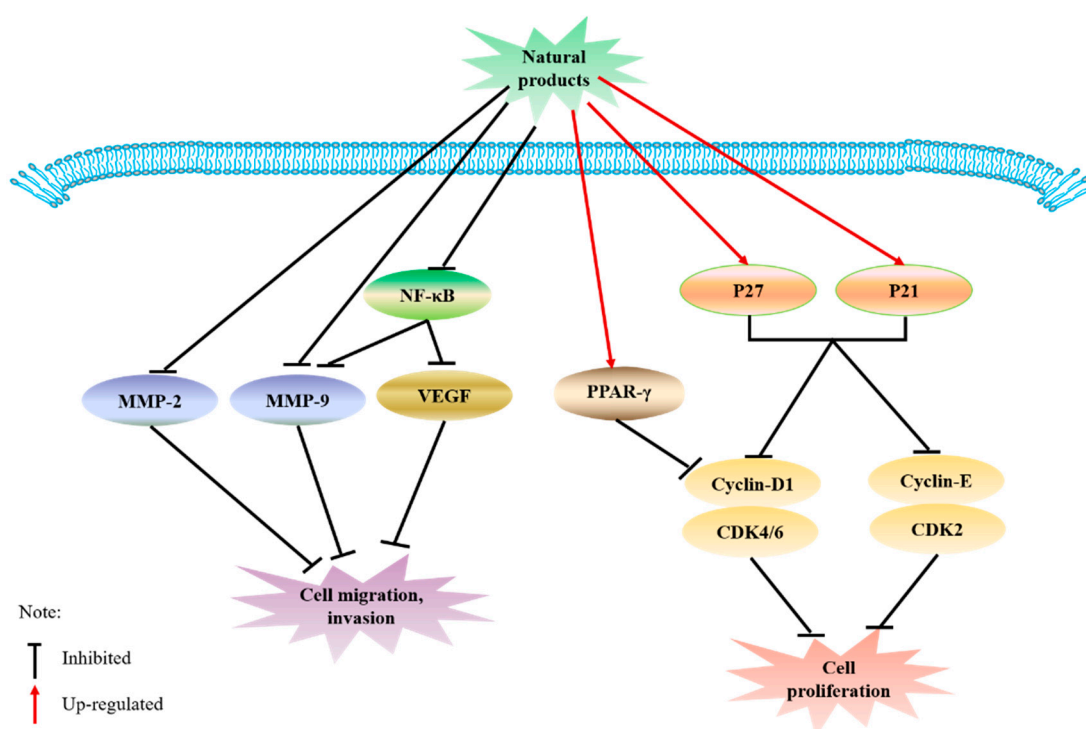 Natural
products
NF-κB
P27
P21
MMP-2
MMP-9
VEGF
PPAR-γ
Cyclin-D1
Cyclin-E
CDK4/6
CDK2
Cell migration,
invasion
Note:
Inhibited
Up-regulated
Cell
proliferation